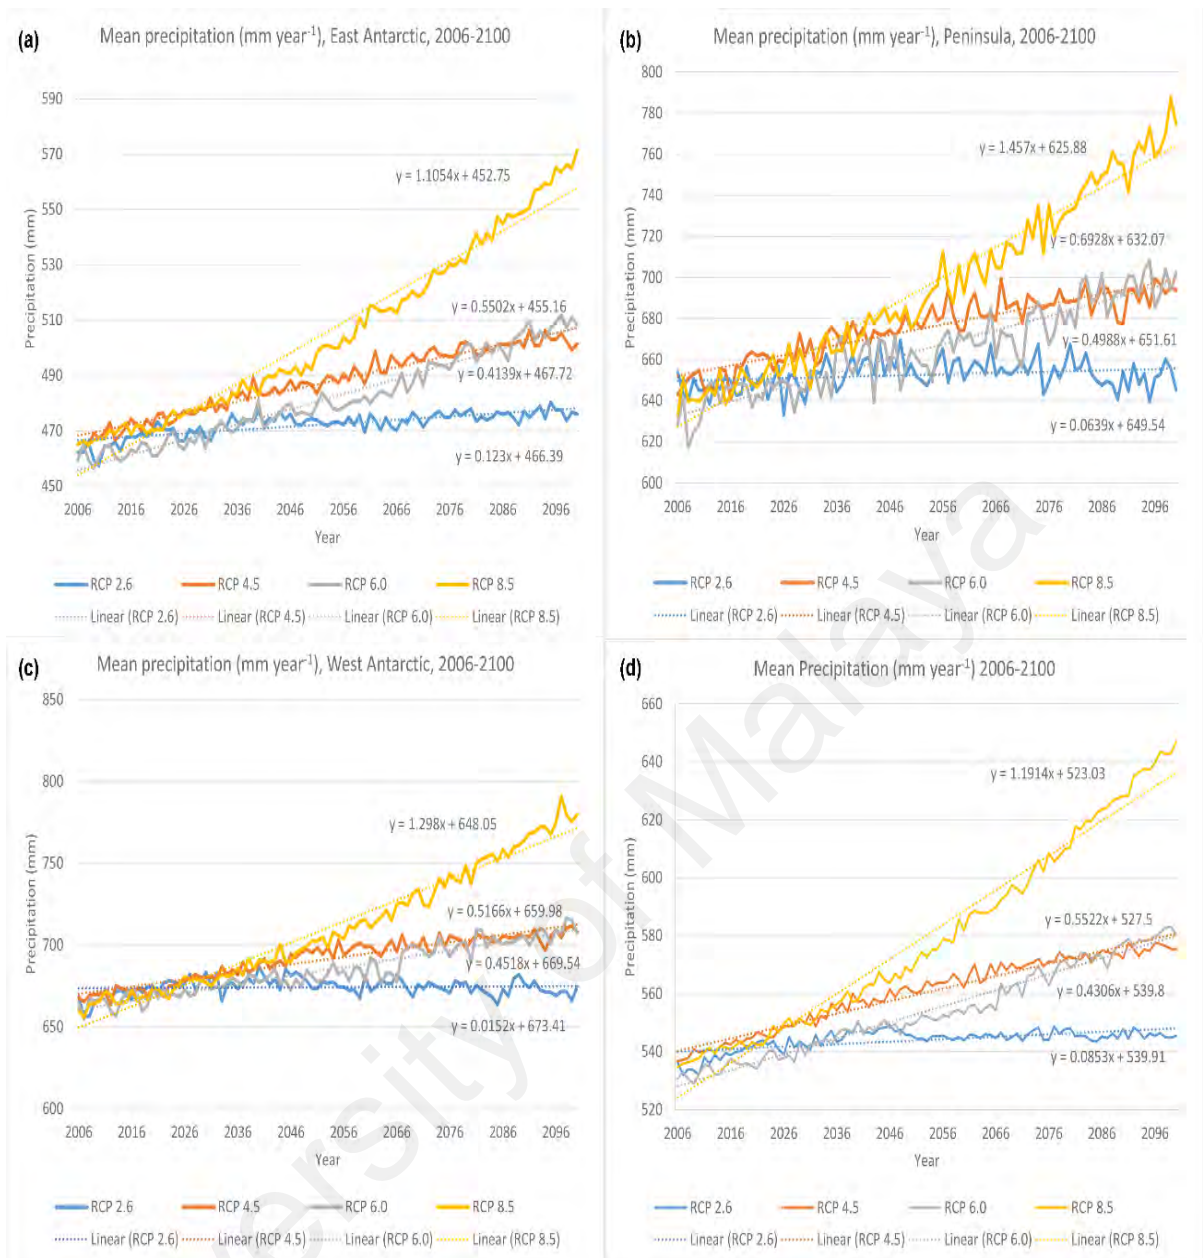 (a) Mean precipitation (mm year-1), East Antarctic, 2006-2100
590
570
550
530
510
490
470
450
Precipitation (mm)
y = 1.1054x + 452.75
y = 0.5502x + 455.16
y = 0.4139x + 467.72
y = 0.123x + 466.39
2006 2016 2026 2036 2046 2056 2066 2076 2086 2096
Year
RCP 2.6 RCP 4.5 RCP 6.0 RCP 8.5
Linear (RCP 2.6) Linear (RCP 4.5) Linear (RCP 6.0) Linear (RCP 8.5)
(b) Mean precipitation (mm year-1), Peninsula, 2006-2100
800
780
760
740
720
700
680
660
640
620
600
Precipitation (mm)
y = 1.457x + 625.88
y = 0.6928x + 632.07
y = 0.4988x + 651.61
y = 0.0639x + 649.54
2006 2016 2026 2036 2046 2056 2066 2076 2086 2096
Year
RCP 2.6 RCP 4.5 RCP 6.0 RCP 8.5
Linear (RCP 2.6) Linear (RCP 4.5) Linear (RCP 6.0) Linear (RCP 8.5)
(c) Mean precipitation (mm year-1), West Antarctic, 2006-2100
850
800
750
700
650
600
Precipitation (mm)
y = 1.298x + 648.05
y = 0.5166x + 659.98
y = 0.4518x + 669.54
y = 0.0152x + 673.41
2006 2016 2026 2036 2046 2056 2066 2076 2086 2096
Year
RCP 2.6 RCP 4.5 RCP 6.0 RCP 8.5
Linear (RCP 2.6) Linear (RCP 4.5) Linear (RCP 6.0) Linear (RCP 8.5)
(d) Mean Precipitation (mm year-1) 2006-2100
660
640
620
600
580
560
540
520
Precipitation (mm)
y = 1.1914x + 523.03
y = 0.5522x + 527.5
y = 0.4306x + 539.8
y = 0.0853x + 539.91
2006 2016 2026 2036 2046 2056 2066 2076 2086 2096
Year
RCP 2.6 RCP 4.5 RCP 6.0 RCP 8.5
Linear (RCP 2.6) Linear (RCP 4.5) Linear (RCP 6.0) Linear (RCP 8.5)
versity of Malaya